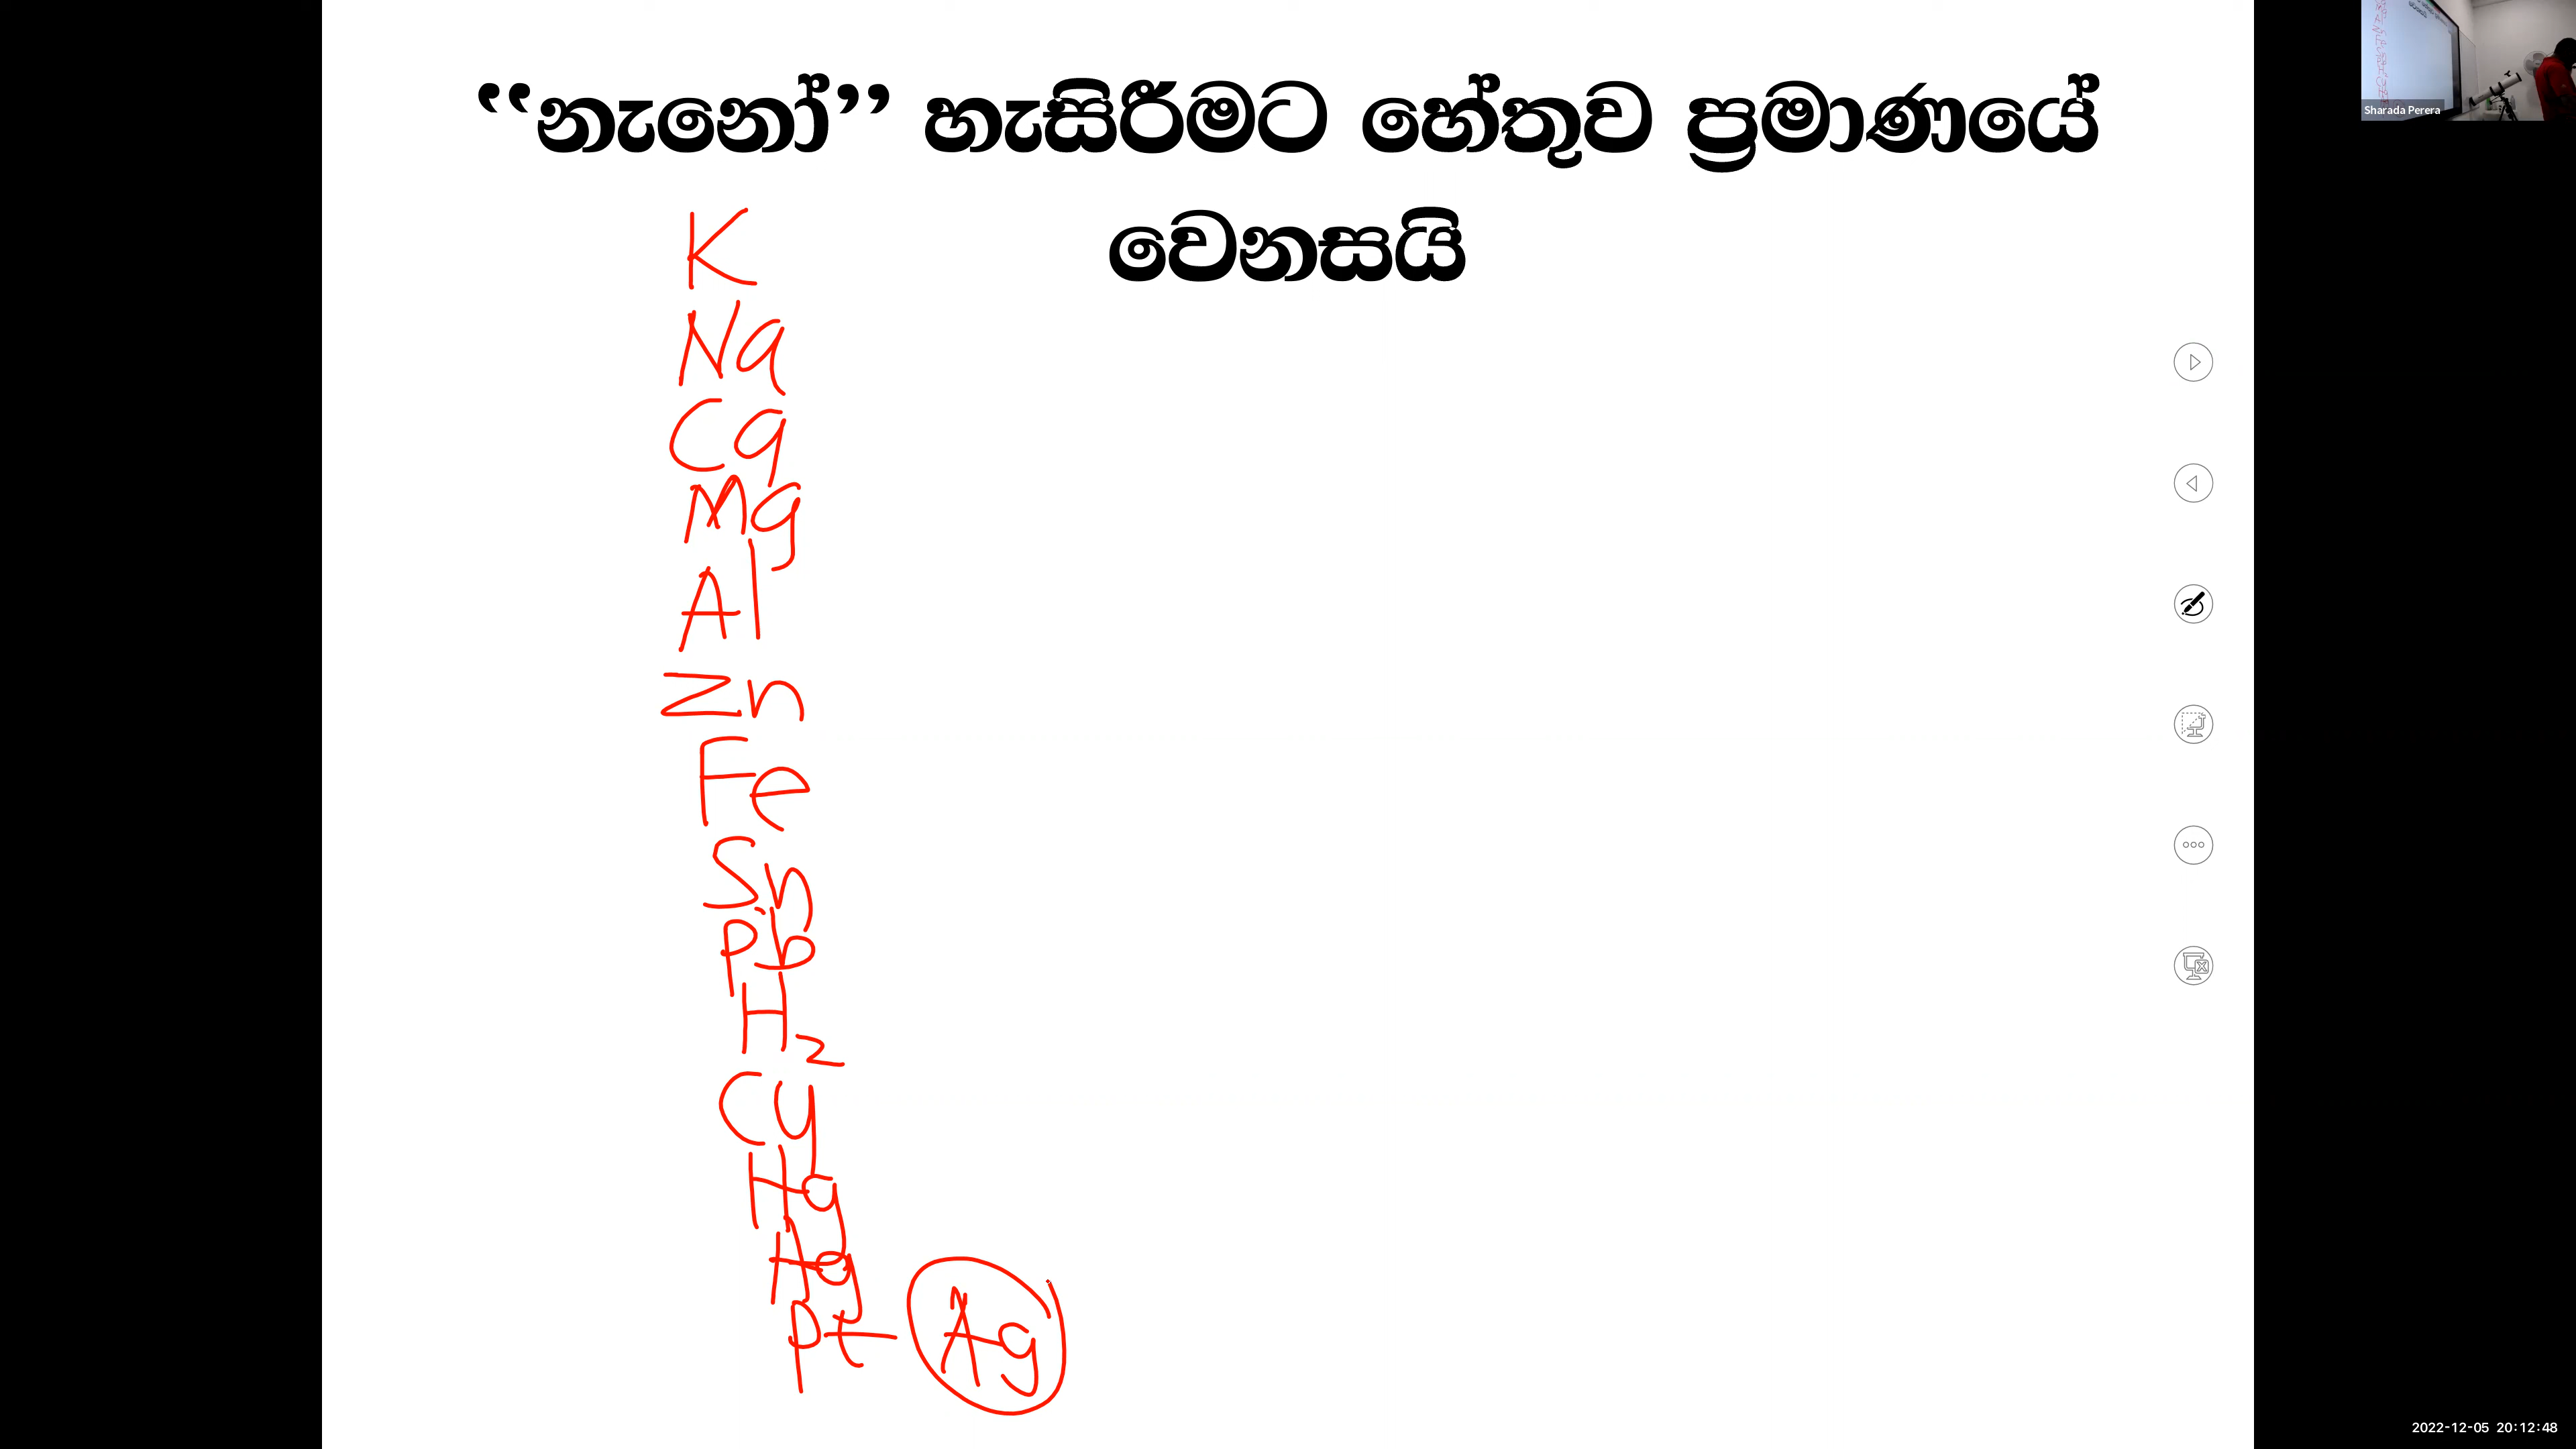 “නැනෝ” හැසිරීමට හේතුව ප්‍රමාණයේ
වෙනසයි
K
Na
Ca
Mg
Al
Zn
Fe
Sn
Pb
H2
Cu
Hg
Ag
Pt
Ag
Sharada Perera
2022-12-05 20:12:48